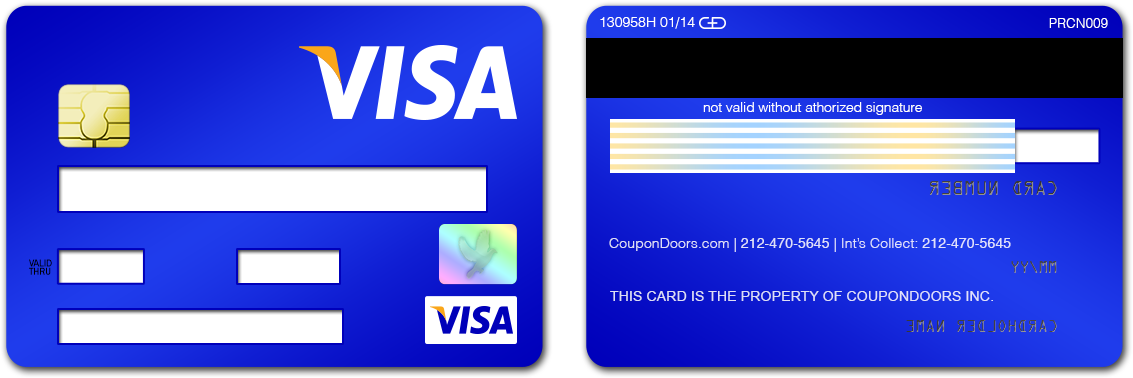 VISA
VALID
THRU
VISA
130958H 01/14
PRCN009
not valid without athorized signature
CARD NUMBER
CouponDoors.com | 212-470-5645 | Int's Collect: 212-470-5645
MM/YY
THIS CARD IS THE PROPERTY OF COUPONDOORS INC.
CARDHOLDER NAME